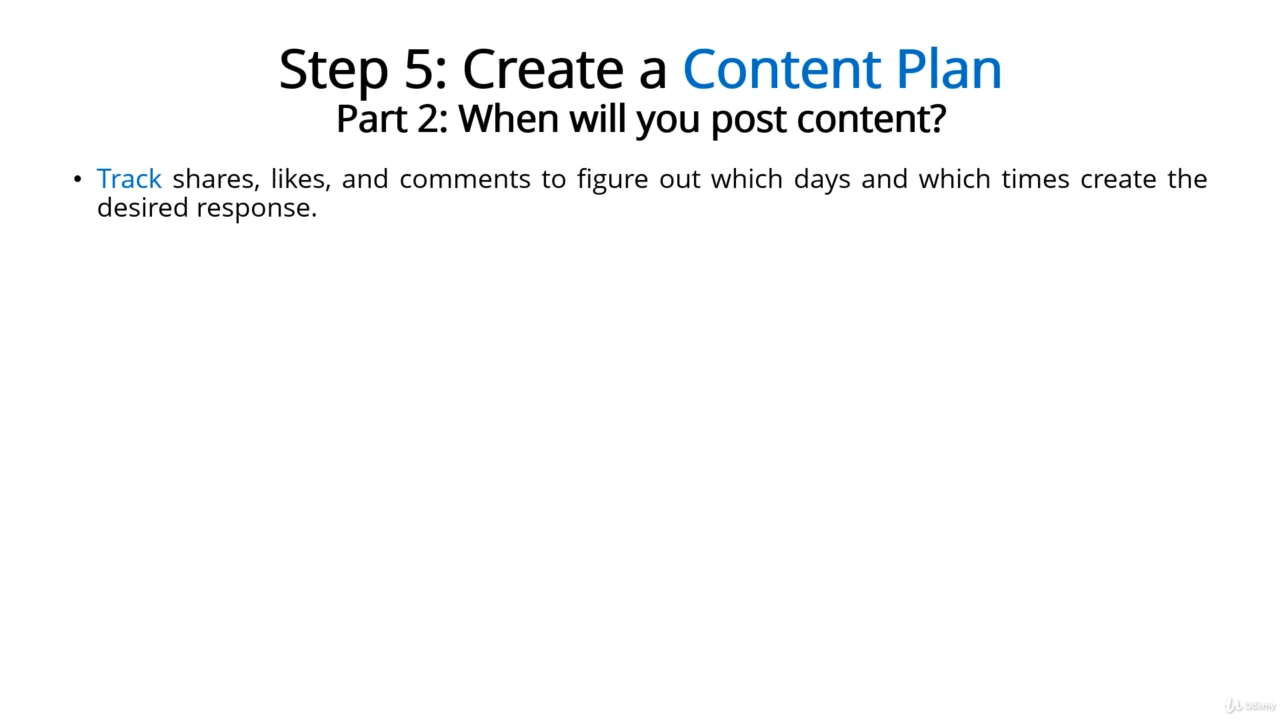 Step 5: Create a Content Plan
Part 2: When will you post content?
• Track shares, likes, and comments to figure out which days and which times create the
desired response.
Udemy